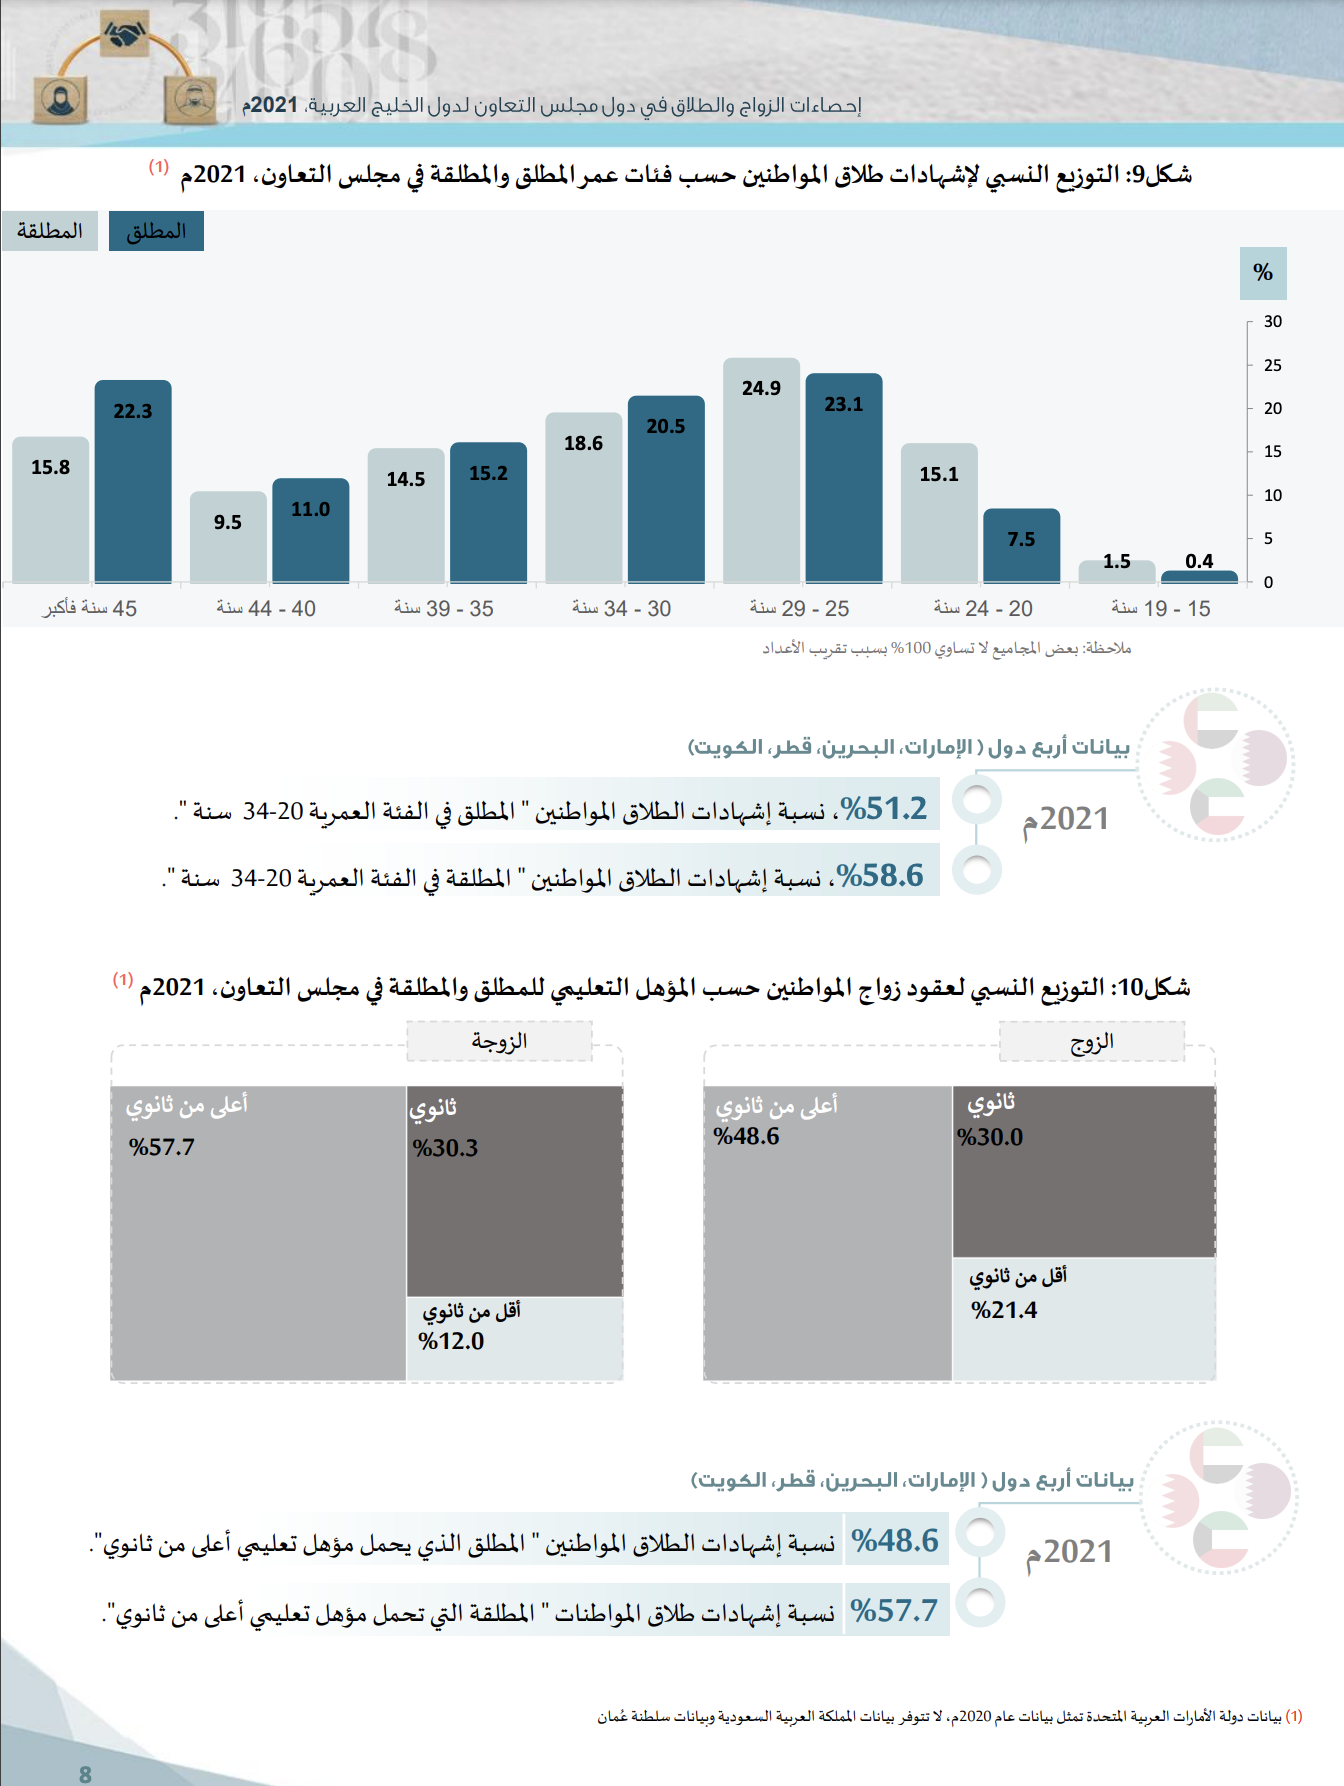 إحصاءات الزواج والطلاق في دول مجلس التعاون لدول الخليج العربية، 2021م
شكل9: التوزيع النسبي لإشهادات طلاق المواطنين حسب فئات عمر المطلق والمطلقة في مجلس التعاون، 2021م (1)
المطلق
المطلقة
%
30
25
20
15
10
5
0
0.4
1.5
7.5
15.1
23.1
24.9
20.5
18.6
15.2
14.5
11.0
9.5
22.3
15.8
15 - 19 سنة
20 - 24 سنة
25 - 29 سنة
30 - 34 سنة
35 - 39 سنة
40 - 44 سنة
45 سنة فأكبر
ملاحظة: بعض المجاميع لا تساوي 100% بسبب تقريب الأعداد
بيانات أربع دول ( الإمارات، البحرين، قطر، الكويت)
2021م
%51.2، نسبة إشهادات الطلاق المواطنين " المطلق في الفئة العمرية 20-34 سنة ".
%58.6، نسبة إشهادات الطلاق المواطنين " المطلقة في الفئة العمرية 20-34 سنة ".
شكل10: التوزيع النسبي لعقود زواج المواطنين حسب المؤهل التعليمي للمطلق والمطلقة في مجلس التعاون، 2021م (1)
الزوج
ثانوي
%30.0
أعلى من ثانوي
%48.6
أقل من ثانوي
%21.4
الزوجة
ثانوي
%30.3
أعلى من ثانوي
%57.7
أقل من ثانوي
%12.0
بيانات أربع دول ( الإمارات، البحرين، قطر، الكويت)
2021م
%48.6 نسبة إشهادات الطلاق المواطنين " المطلق الذي يحمل مؤهل تعليمي أعلى من ثانوي".
%57.7 نسبة إشهادات طلاق المواطنات " المطلقة التي تحمل مؤهل تعليمي أعلى من ثانوي".
(1) بيانات دولة الأمارات العربية المتحدة تمثل بيانات عام 2020م، لا تتوفر بيانات المملكة العربية السعودية وبيانات سلطنة عُمان
8